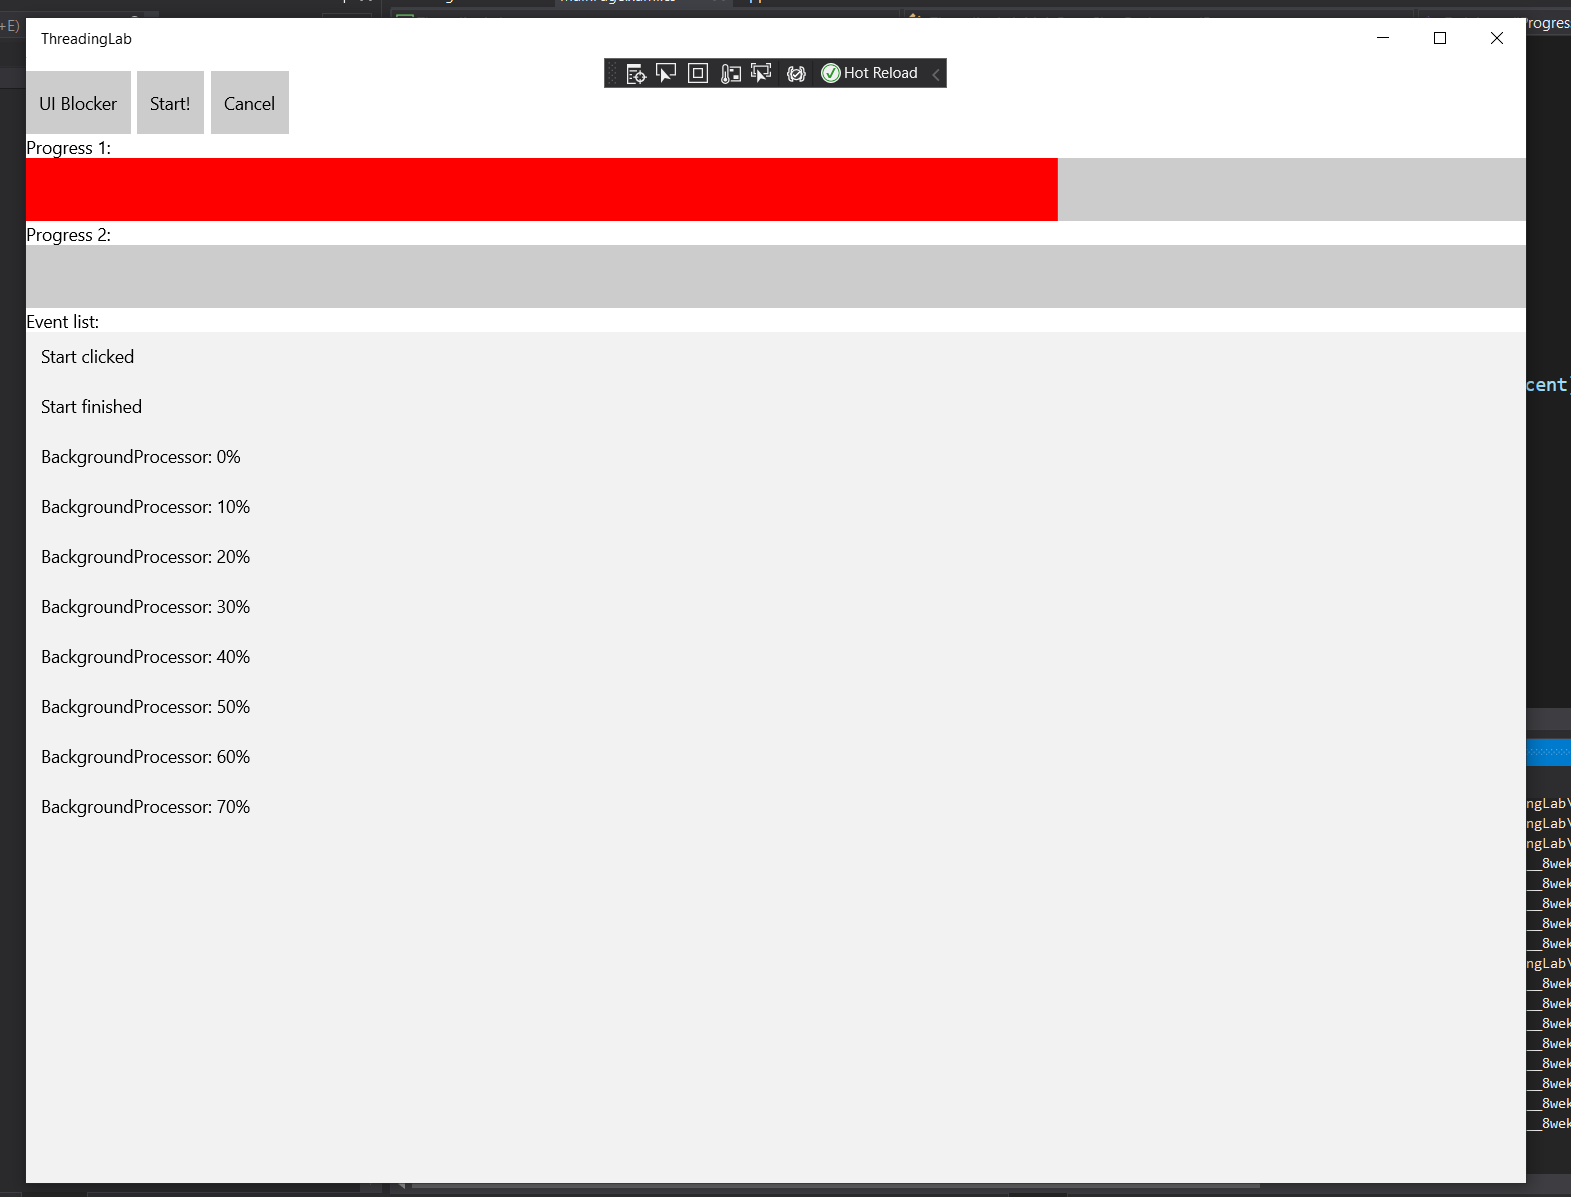 +E)
ThreadingLab
Hot Reload
UI Blocker
Start!
Cancel
Progress 1:
Progress 2:
Event list:
Start clicked
Start finished
BackgroundProcessor: 0%
BackgroundProcessor: 10%
BackgroundProcessor: 20%
BackgroundProcessor: 30%
BackgroundProcessor: 40%
BackgroundProcessor: 50%
BackgroundProcessor: 60%
BackgroundProcessor: 70%
rogres
cent
ngLab\
ngLab\
ngLab\
__8wek
__8wek
__8wek
__8wek
__8wek
ngLab\
__8wek
__8wek
__8wek
__8wek
__8wek
__8wek
__8wek
__8wek